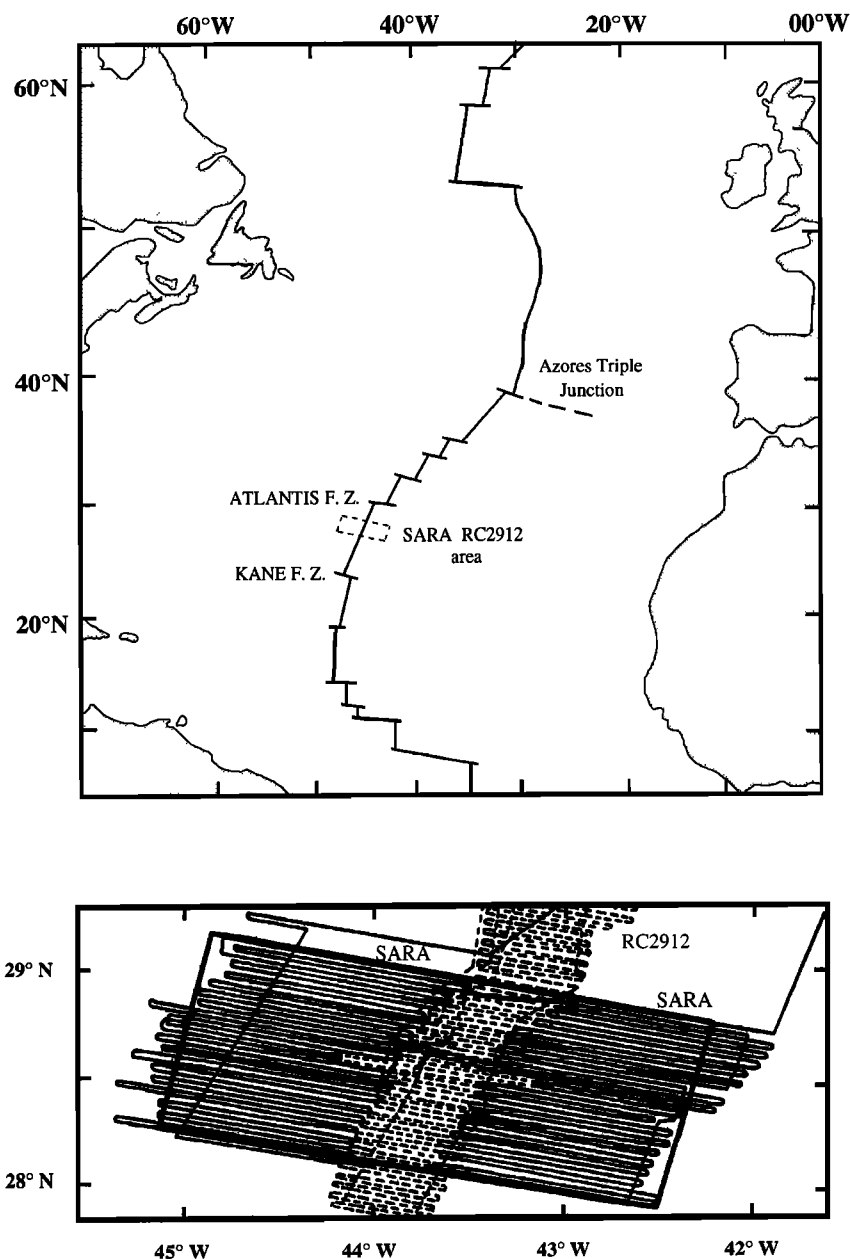 60°W 40°W 20°W 00°W
60°N
40°N
Azores Triple
Junction
ATLANTIS F. Z.
SARA RC2912
area
KANE F. Z.
20°N
SARA
RC2912
29° N
SARA
28° N
45° W 44° W 43° W 42° W